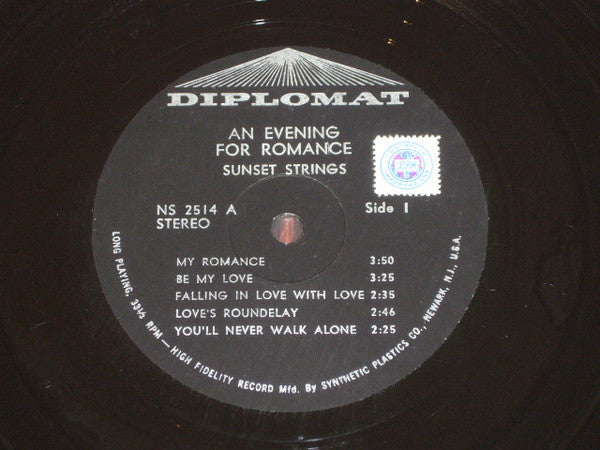 DIPLOMAT
AN EVENING
FOR ROMANCE
SUNSET STRINGS
NS 2514 A
STEREO
Side 1
MY ROMANCE 3:50
BE MY LOVE 3:25
FALLING IN LOVE WITH LOVE 2:35
LOVE'S ROUNDELAY 2:46
YOU'LL NEVER WALK ALONE 2:25
LONG PLAYING, 33⅓ RPM — HIGH FIDELITY RECORD Mfd. By SYNTHETIC PLASTICS CO., NEWARK, N.J., U.S.A.